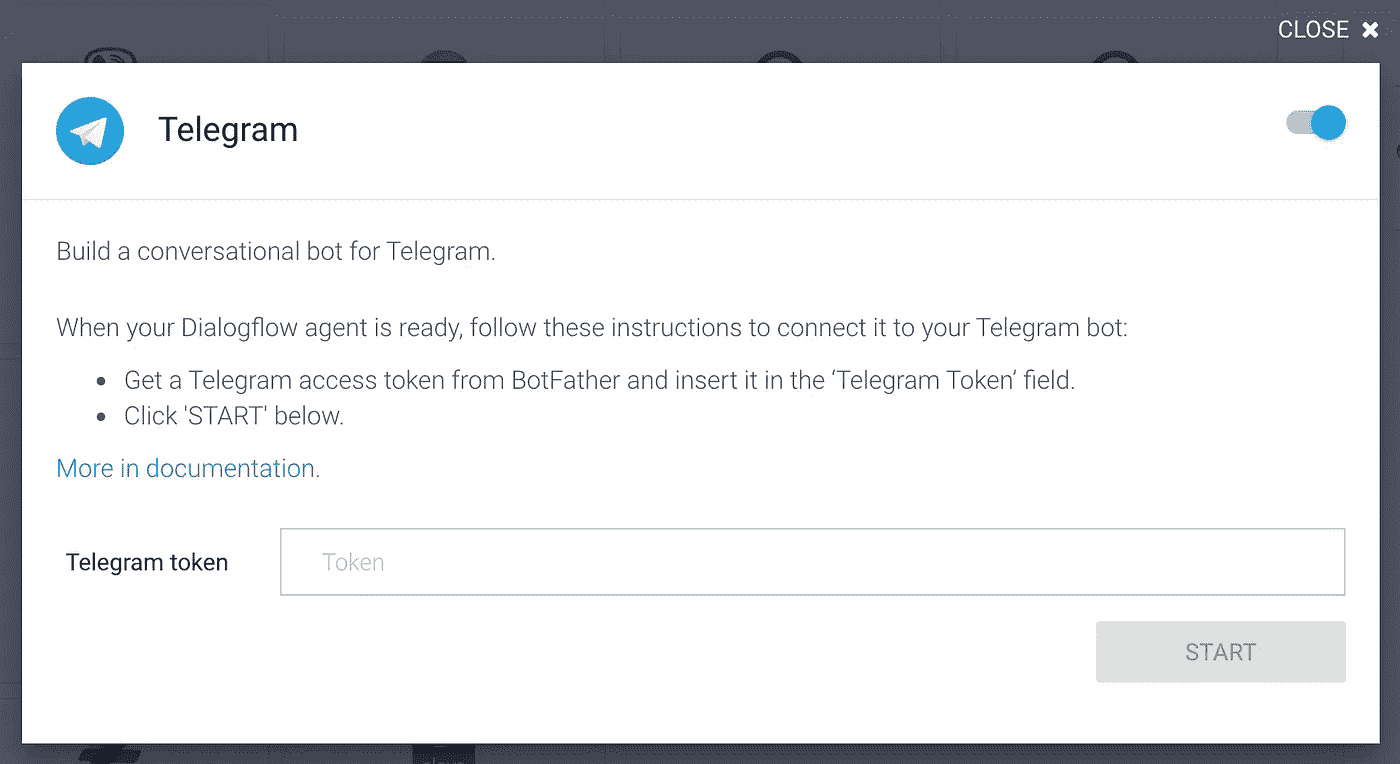 CLOSE ✖
Telegram
Build a conversational bot for Telegram.
When your Dialogflow agent is ready, follow these instructions to connect it to your Telegram bot:
• Get a Telegram access token from BotFather and insert it in the ‘Telegram Token’ field.
• Click 'START' below.
More in documentation.
Telegram token
Token
START